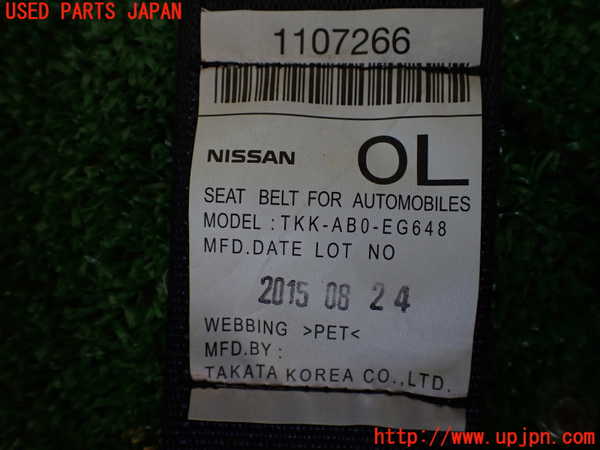 USED PARTS JAPAN
1107266
NISSAN OL
SEAT BELT FOR AUTOMOBILES
MODEL : TKK-AB0-EG648
MFD.DATE LOT NO
2015 08 24
WEBBING >PET<
MFD.BY :
TAKATA KOREA CO.,LTD.
http://www.upjpn.com/